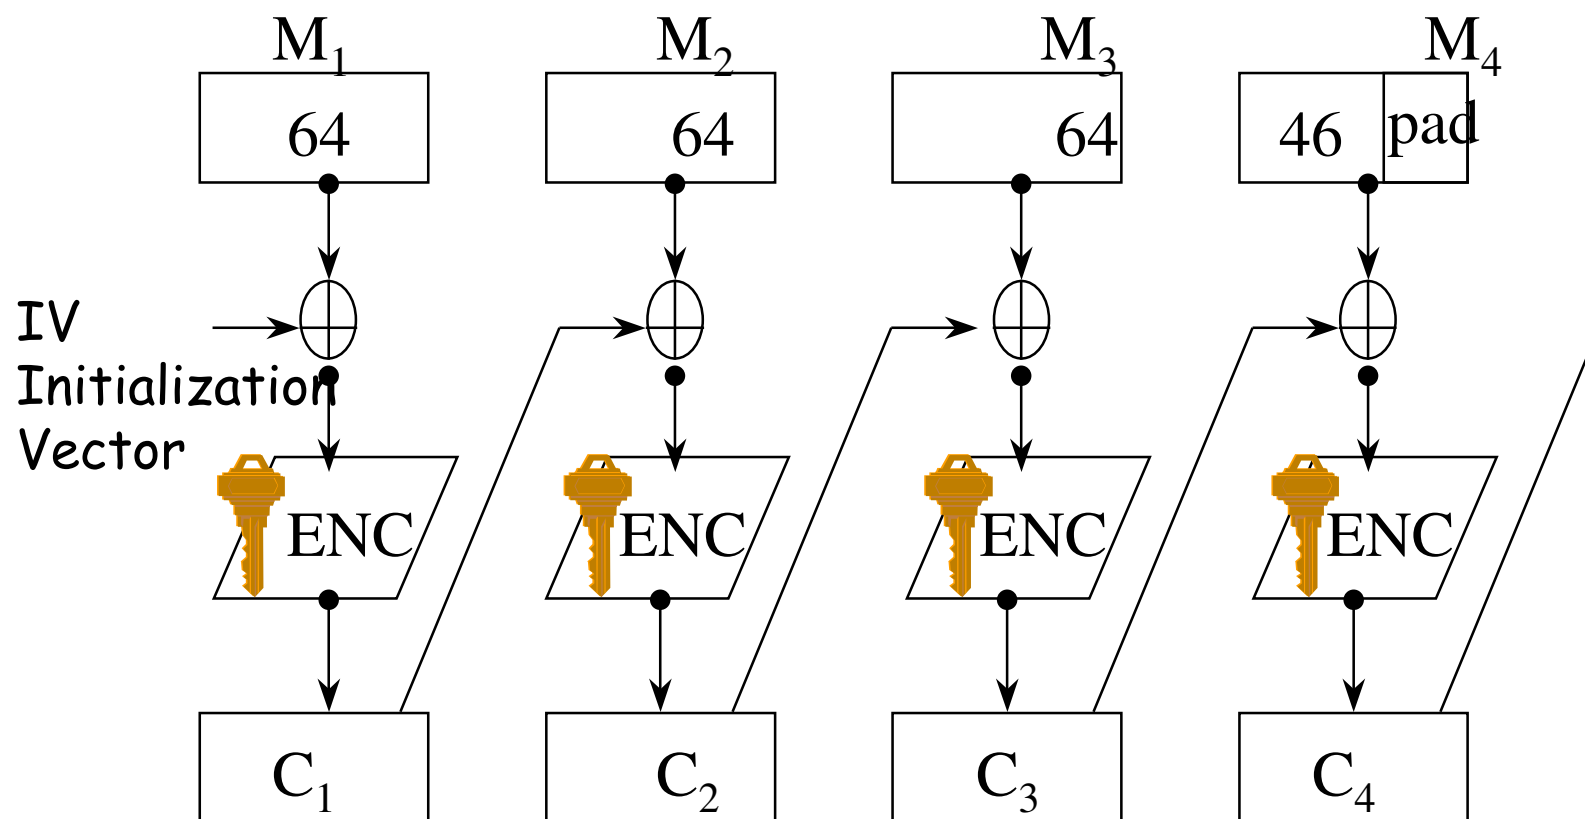 M1 M2 M3 M4
64 64 64 46 pad
IV
Initialization
Vector
ENC ENC ENC ENC
C1 C2 C3 C4